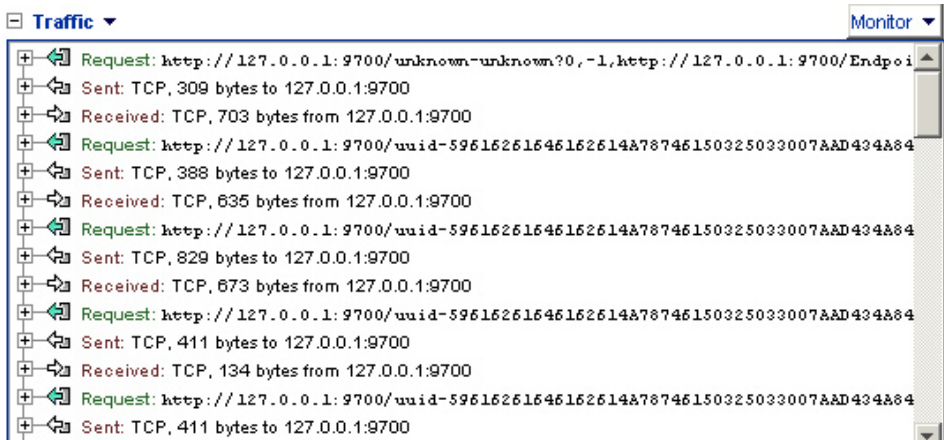 Traffic
Monitor
Request: http://127.0.0.1:9700/unknown-unknown?0,-1,http://127.0.0.1:9700/Endpoi
Sent: TCP, 309 bytes to 127.0.0.1:9700
Received: TCP, 703 bytes from 127.0.0.1:9700
Request: http://127.0.0.1:9700/uuid-59616261646162614A78746150325033007AAD434A84
Sent: TCP, 388 bytes to 127.0.0.1:9700
Received: TCP, 635 bytes from 127.0.0.1:9700
Request: http://127.0.0.1:9700/uuid-59616261646162614A78746150325033007AAD434A84
Sent: TCP, 829 bytes to 127.0.0.1:9700
Received: TCP, 673 bytes from 127.0.0.1:9700
Request: http://127.0.0.1:9700/uuid-59616261646162614A78746150325033007AAD434A84
Sent: TCP, 411 bytes to 127.0.0.1:9700
Received: TCP, 134 bytes from 127.0.0.1:9700
Request: http://127.0.0.1:9700/uuid-59616261646162614A78746150325033007AAD434A84
Sent: TCP, 411 bytes to 127.0.0.1:9700